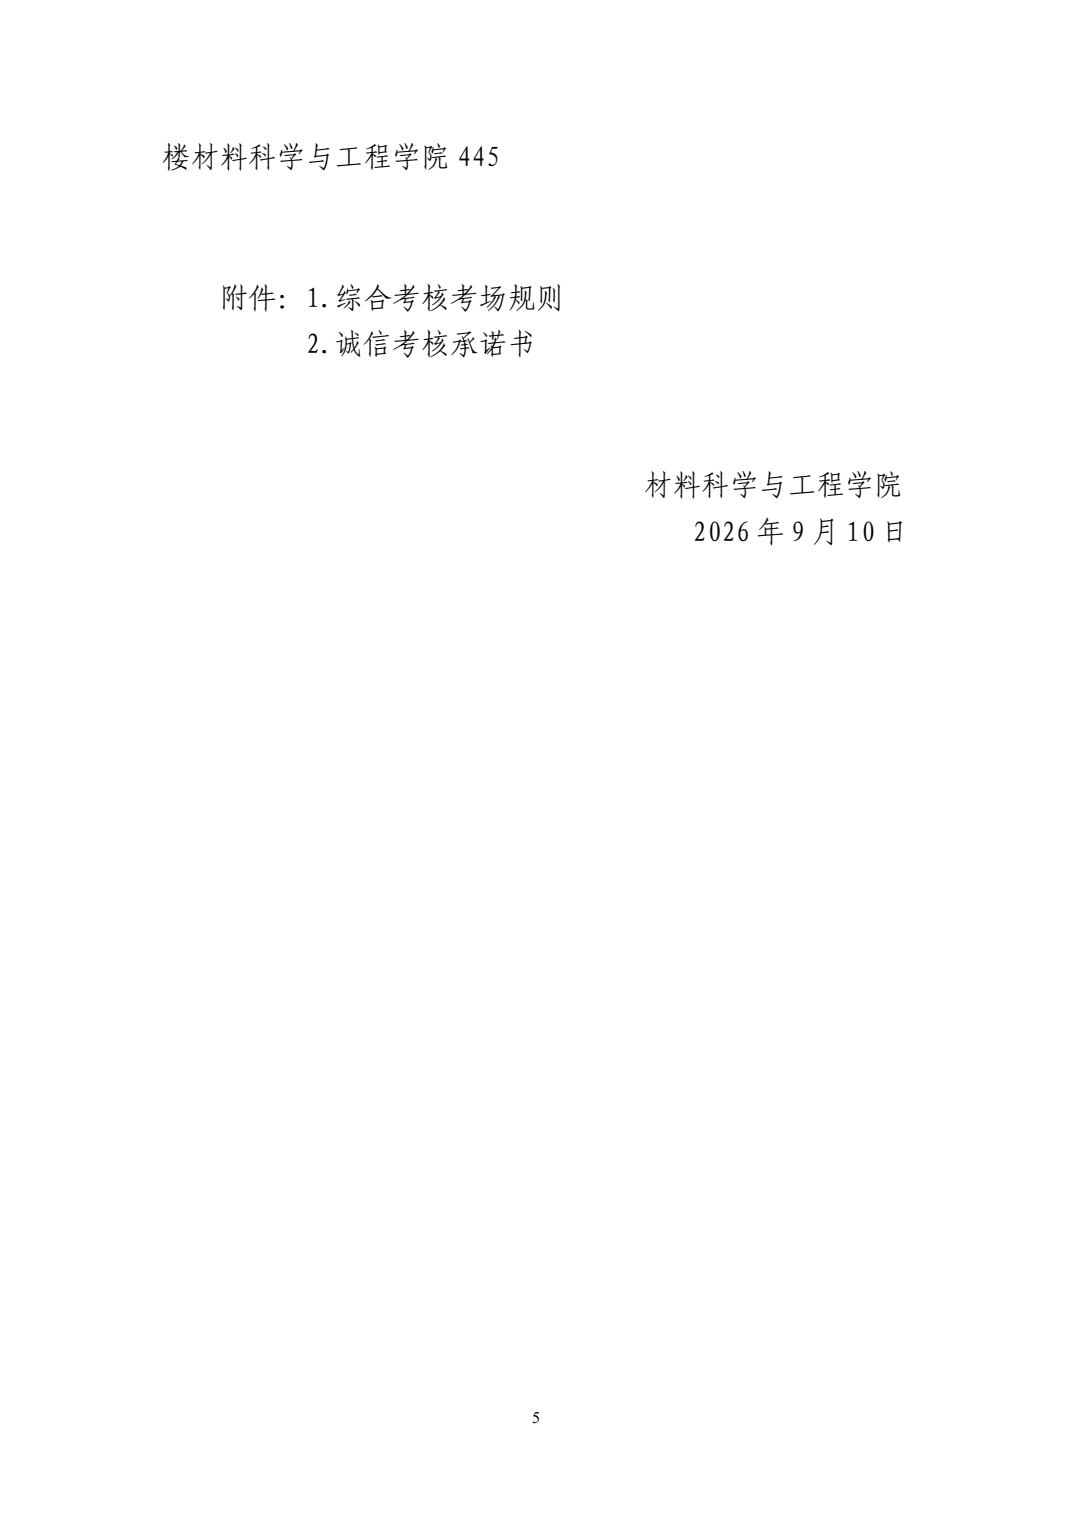 楼材料科学与工程学院 445
附件：1.综合考核考场规则
2.诚信考核承诺书
材料科学与工程学院
2026 年 9 月 10 日
5